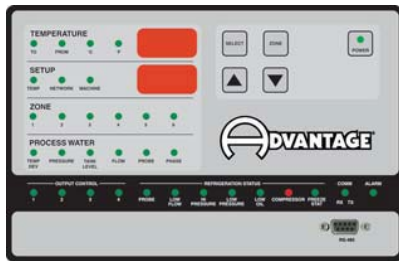 TEMPERATURE
TO FROM °C F
SELECT ZONE POWER
SETUP
TEMP NETWORK MACHINE
ZONE
1 2 3 4 5 6
ADVANTAGE
PROCESS WATER
TEMP DEV PRESSURE TANK LEVEL FLOW PROBE PHASE
OUTPUT CONTROL REFRIGERATION STATUS COMM ALARM
1 2 3 4 PROBE LOW FLOW HI PRESSURE LOW PRESSURE LOW OIL COMPRESSOR FREEZE STAT RX TX
RS-485